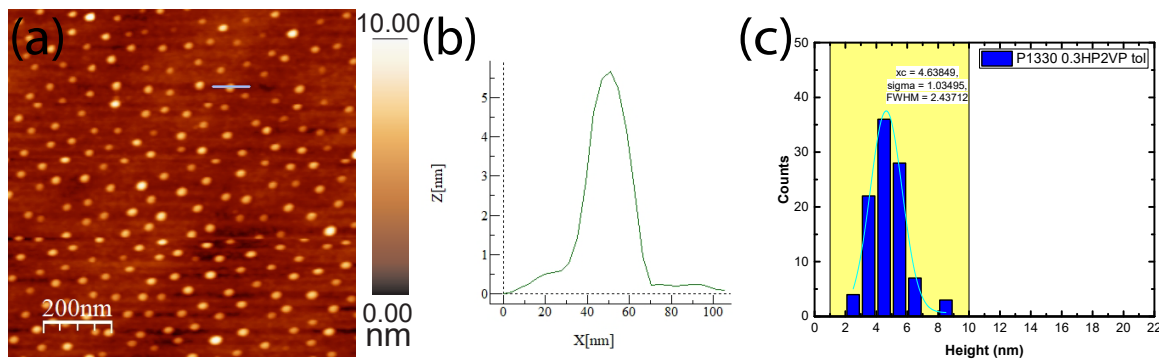 (a)
200nm
10.00
0.00
nm
(b)
Z[nm]
5
4
3
2
1
0
0 20 40 60 80 100
X[nm]
(c)
50
40
30
20
10
0
Counts
P1330 0.3HP2VP tol
xc = 4.63849,
sigma = 1.03495,
FWHM = 2.43712
0 2 4 6 8 10 12 14 16 18 20 22
Height (nm)